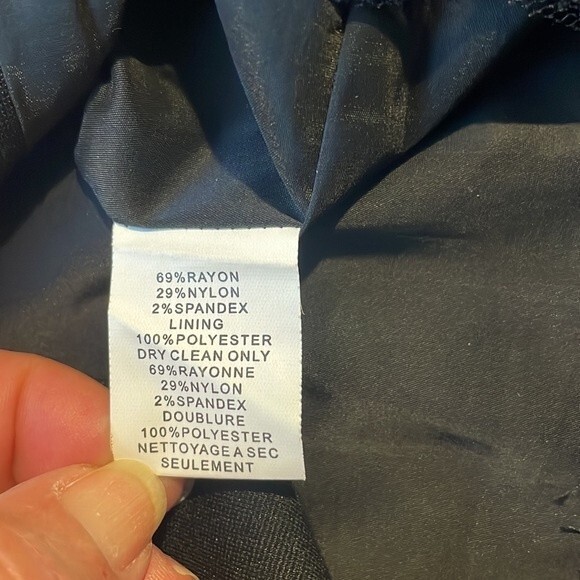 69%RAYON
29%NYLON
2%SPANDEX
LINING
100%POLYESTER
DRY CLEAN ONLY
69%RAYONNE
29%NYLON
2%SPANDEX
DOUBLURE
100%POLYESTER
NETTOYAGE A SEC
SEULEMENT